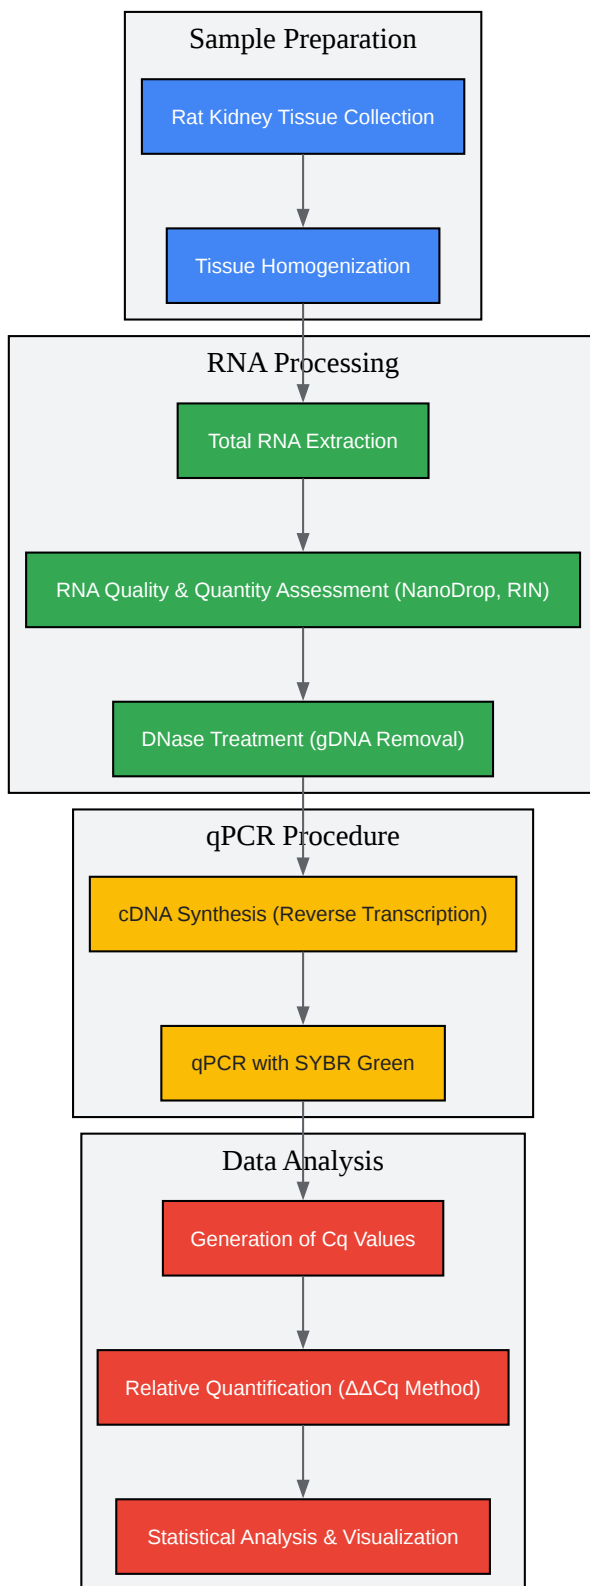 Sample Preparation
Rat Kidney Tissue Collection
Tissue Homogenization
RNA Processing
Total RNA Extraction
RNA Quality & Quantity Assessment (NanoDrop, RIN)
DNase Treatment (gDNA Removal)
qPCR Procedure
cDNA Synthesis (Reverse Transcription)
qPCR with SYBR Green
Data Analysis
Generation of Cq Values
Relative Quantification (ΔΔCq Method)
Statistical Analysis & Visualization